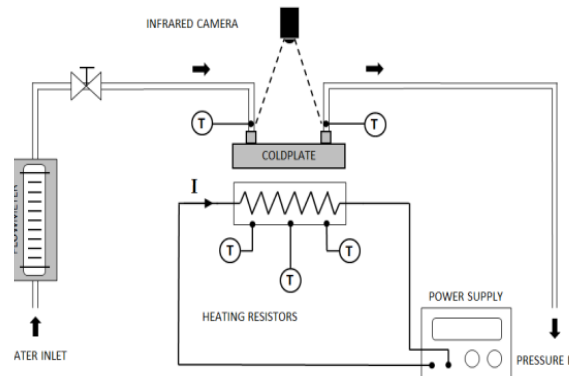 INFRARED CAMERA
T
T
COLDPLATE
FLOWMETER
I
T
T
T
HEATING RESISTORS
POWER SUPPLY
ATER INLET
PRESSURE